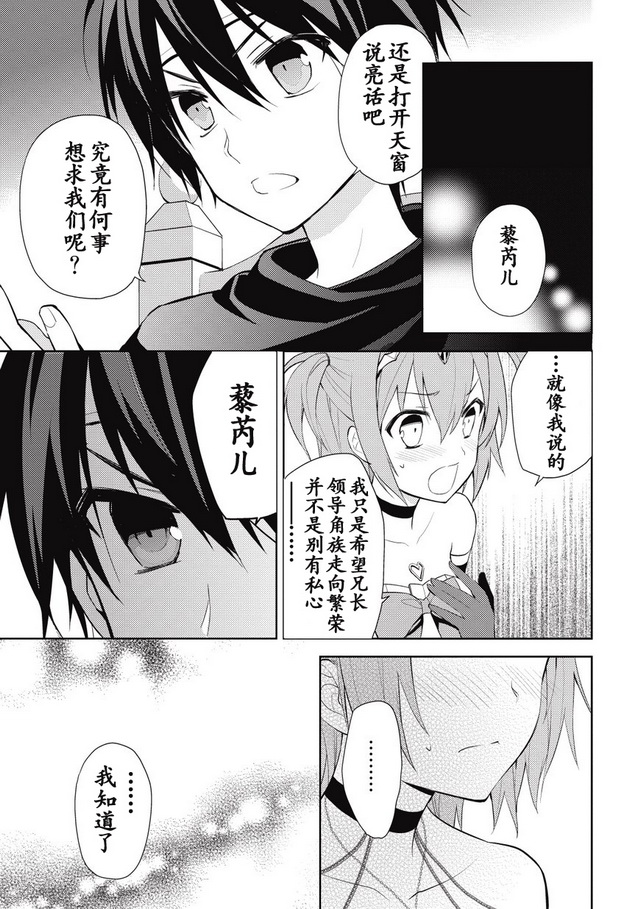 藜芮儿
还是打开天窗
说亮话吧
究竟有何事
想求我们呢？
……就像我说的
我只是希望兄长
领导角族走向繁荣
并不是别有私心
————
藜芮儿
………
……
我知道了